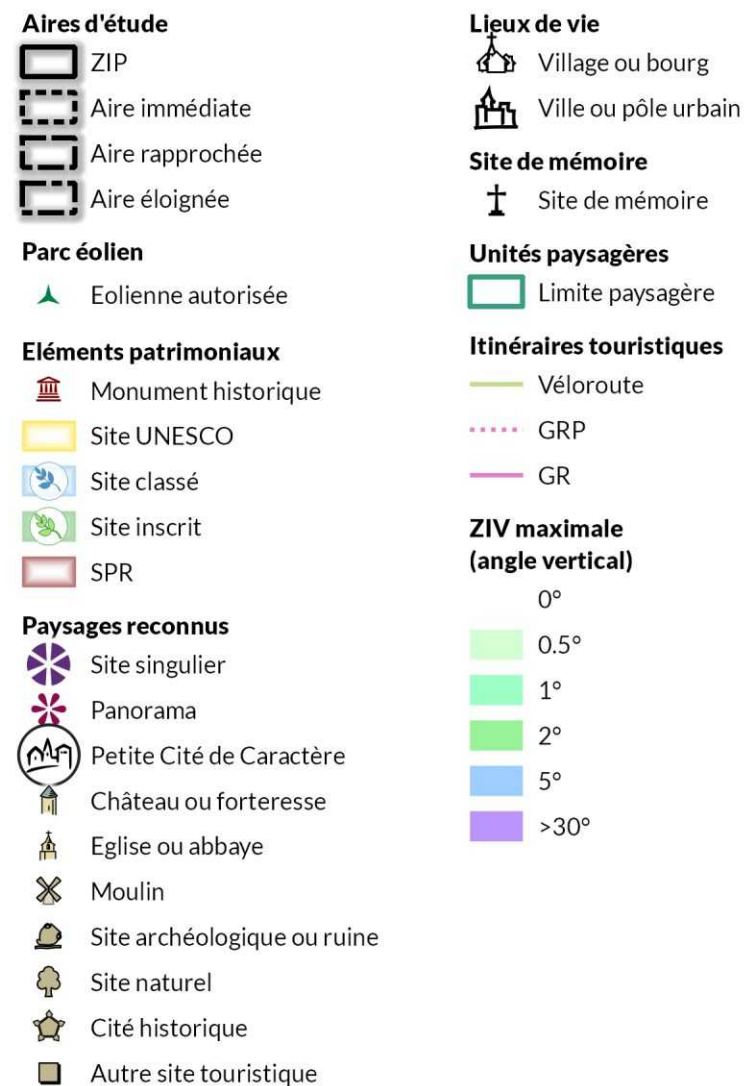 Aires d'étude
ZIP
Aire immédiate
Aire rapprochée
Aire éloignée
Parc éolien
Eolienne autorisée
Eléments patrimoniaux
Monument historique
Site UNESCO
Site classé
Site inscrit
SPR
Paysages reconnus
Site singulier
Panorama
Petite Cité de Caractère
Château ou forteresse
Eglise ou abbaye
Moulin
Site archéologique ou ruine
Site naturel
Cité historique
Autre site touristique
Lieux de vie
Village ou bourg
Ville ou pôle urbain
Site de mémoire
Site de mémoire
Unités paysagères
Limite paysagère
Itinéraires touristiques
Véloroute
GRP
GR
ZIV maximale
(angle vertical)
0°
0.5°
1°
2°
5°
>30°